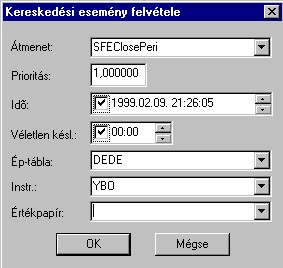 Kereskedési esemény felvétele
Átmenet: SFEClosePeri
Prioritás: 1,000000
Idõ: 1999.02.09. 21:26:05
Véletlen késl.: 00:00
Ép-tábla: DEDE
Instr.: YBO
Értékpapír:
OK Mégse